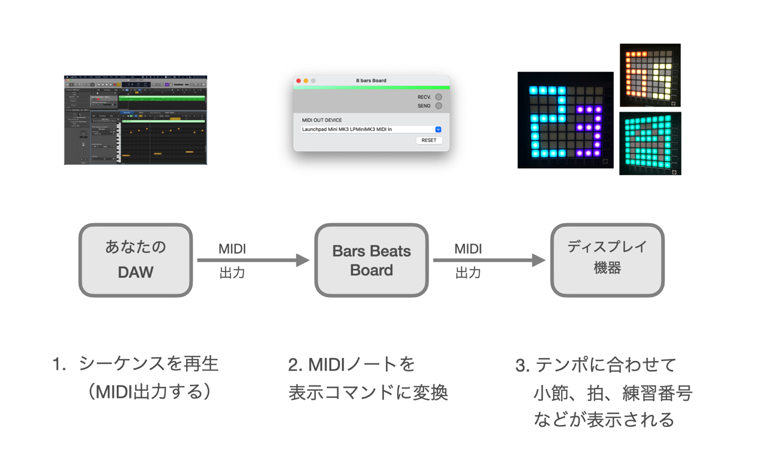 B bars Board
RECV.
SEND
MIDI OUT DEVICE
Launchpad Mini MK3 LPMiniMK3 MIDI In
RESET
あなたの
DAW
MIDI
出力
Bars Beats
Board
MIDI
出力
ディスプレイ
機器
1. シーケンスを再生
（MIDI出力する）
2. MIDIノートを
表示コマンドに変換
3. テンポに合わせて
小節、拍、練習番号
などが表示される